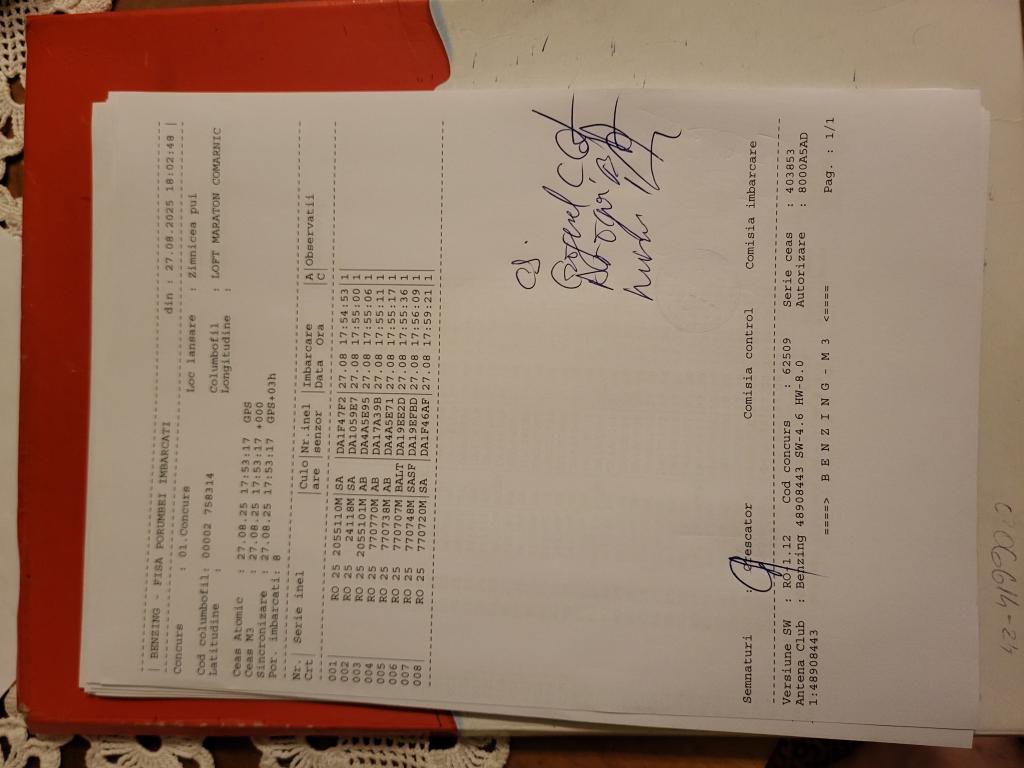 BENZING - FISA PORUMBEI IMBARCATI din : 27.08.2025 18:02:48 |
Concurs : 01.Concurs Loc lansare : Zimnicea pui
Cod columbofil: 00002 758314 Columbofil : LOFT MARATON COMARNIC
Latitudine : Longitudine :
Ceas Atomic : 27.08.25 17:53:17 GPS
Ceas M3 : 27.08.25 17:53:17 +000
Sincronizare : 27.08.25 17:53:17 GPS+03h
Por. imbarcati: 8
Nr.| Serie inel |Culo|Nr.inel |Imbarcare |A|Observatii
Crt |are |senzor |Data Ora |C|
001 | RO 25 2055110M|SA |DA1F47F2|27.08 17:54:53|1|
002 | RO 25 24118M|SA |DA1059E7|27.08 17:55:00|1|
003 | RO 25 2055101M|AB |DA4A5E95|27.08 17:55:06|1|
004 | RO 25 770770M|AB |DA17A39B|27.08 17:55:11|1|
005 | RO 25 770738M|AB |DA4A5E71|27.08 17:55:17|1|
006 | RO 25 770707M|BALT|DA19EE2D|27.08 17:55:36|1|
007 | RO 25 770748M|SASF|DA19EFBD|27.08 17:56:09|1|
008 | RO 25 770720M|SA |DA1F46AF|27.08 17:59:21|1|
Semnaturi : Crescator Comisia control Comisia imbarcare
Versiune SW : RO-1.12 Cod concurs : 62509 Serie ceas : 403853
Antena Club : Benzing 48908443 SW-4.6 HW-8.0 Autorizare : 8000A5AD
1:48908443
====> B E N Z I N G - M 3 <==== Pag. : 1/1